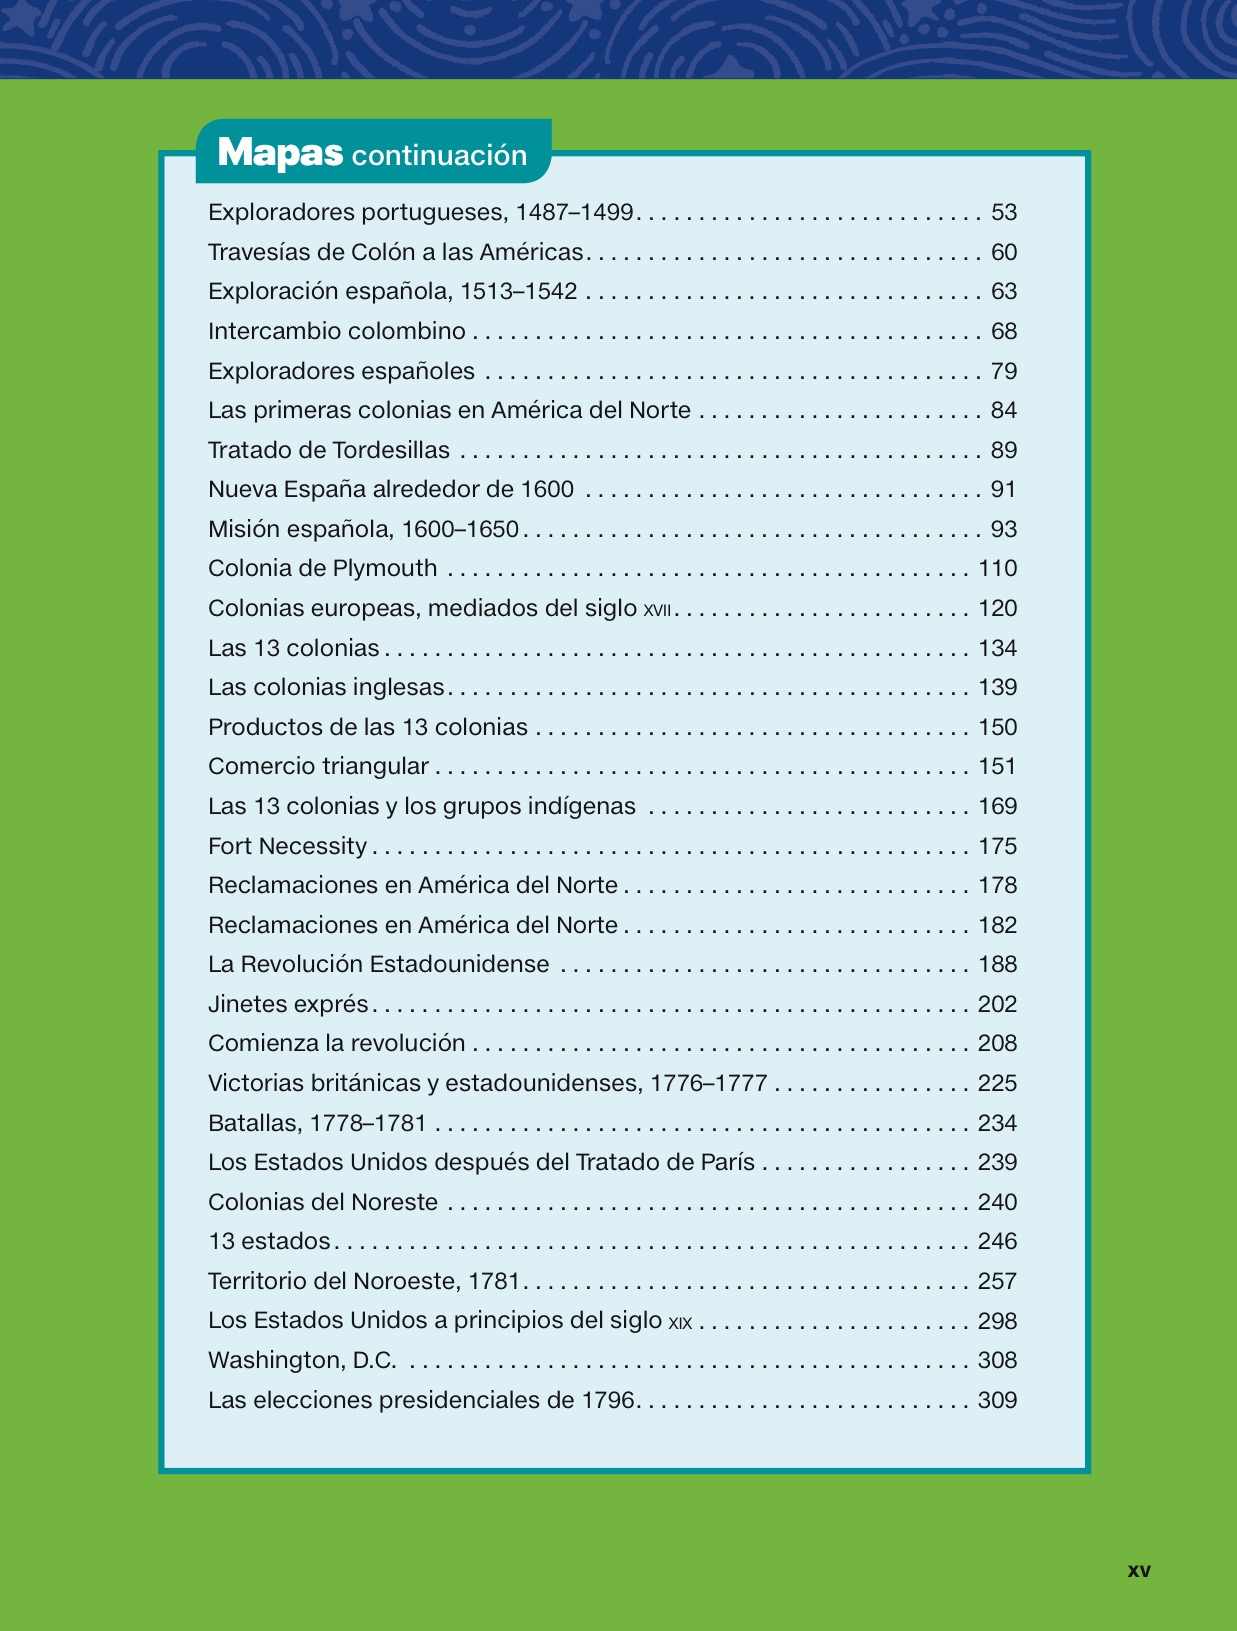 Mapas continuación
Exploradores portugueses, 1487–1499. . . . . . . . . . . . . . . . . . . . . . . . . . . . 53
Travesías de Colón a las Américas. . . . . . . . . . . . . . . . . . . . . . . . . . . . . . . . 60
Exploración española, 1513–1542 . . . . . . . . . . . . . . . . . . . . . . . . . . . . . . . . 63
Intercambio colombino . . . . . . . . . . . . . . . . . . . . . . . . . . . . . . . . . . . . . . . . . 68
Exploradores españoles . . . . . . . . . . . . . . . . . . . . . . . . . . . . . . . . . . . . . . . . 79
Las primeras colonias en América del Norte . . . . . . . . . . . . . . . . . . . . . . . 84
Tratado de Tordesillas . . . . . . . . . . . . . . . . . . . . . . . . . . . . . . . . . . . . . . . . . . 89
Nueva España alrededor de 1600 . . . . . . . . . . . . . . . . . . . . . . . . . . . . . . . . 91
Misión española, 1600–1650. . . . . . . . . . . . . . . . . . . . . . . . . . . . . . . . . . . . . 93
Colonia de Plymouth . . . . . . . . . . . . . . . . . . . . . . . . . . . . . . . . . . . . . . . . . . 110
Colonias europeas, mediados del siglo XVII. . . . . . . . . . . . . . . . . . . . . . . . 120
Las 13 colonias . . . . . . . . . . . . . . . . . . . . . . . . . . . . . . . . . . . . . . . . . . . . . . . 134
Las colonias inglesas. . . . . . . . . . . . . . . . . . . . . . . . . . . . . . . . . . . . . . . . . . 139
Productos de las 13 colonias . . . . . . . . . . . . . . . . . . . . . . . . . . . . . . . . . . . 150
Comercio triangular . . . . . . . . . . . . . . . . . . . . . . . . . . . . . . . . . . . . . . . . . . . 151
Las 13 colonias y los grupos indígenas . . . . . . . . . . . . . . . . . . . . . . . . . . 169
Fort Necessity . . . . . . . . . . . . . . . . . . . . . . . . . . . . . . . . . . . . . . . . . . . . . . . . 175
Reclamaciones en América del Norte . . . . . . . . . . . . . . . . . . . . . . . . . . . . 178
Reclamaciones en América del Norte . . . . . . . . . . . . . . . . . . . . . . . . . . . . 182
La Revolución Estadounidense . . . . . . . . . . . . . . . . . . . . . . . . . . . . . . . . . 188
Jinetes exprés. . . . . . . . . . . . . . . . . . . . . . . . . . . . . . . . . . . . . . . . . . . . . . . . 202
Comienza la revolución . . . . . . . . . . . . . . . . . . . . . . . . . . . . . . . . . . . . . . . . 208
Victorias británicas y estadounidenses, 1776–1777 . . . . . . . . . . . . . . . . 225
Batallas, 1778–1781 . . . . . . . . . . . . . . . . . . . . . . . . . . . . . . . . . . . . . . . . . . . 234
Los Estados Unidos después del Tratado de París . . . . . . . . . . . . . . . . . 239
Colonias del Noreste . . . . . . . . . . . . . . . . . . . . . . . . . . . . . . . . . . . . . . . . . . 240
13 estados. . . . . . . . . . . . . . . . . . . . . . . . . . . . . . . . . . . . . . . . . . . . . . . . . . . 246
Territorio del Noroeste, 1781. . . . . . . . . . . . . . . . . . . . . . . . . . . . . . . . . . . . 257
Los Estados Unidos a principios del siglo XIX . . . . . . . . . . . . . . . . . . . . . . 298
Washington, D.C. . . . . . . . . . . . . . . . . . . . . . . . . . . . . . . . . . . . . . . . . . . . . . 308
Las elecciones presidenciales de 1796. . . . . . . . . . . . . . . . . . . . . . . . . . . 309
xv